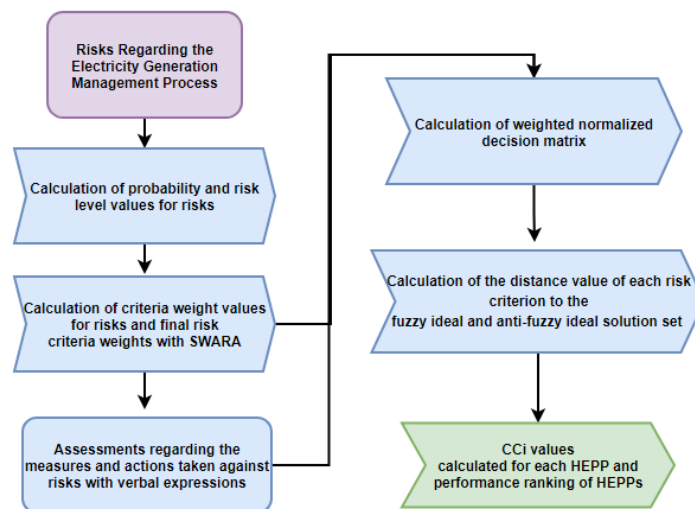 Risks Regarding the
Electricity Generation
Management Process
Calculation of probability and risk
level values for risks
Calculation of criteria weight values
for risks and final risk
criteria weights with SWARA
Assessments regarding the
measures and actions taken against
risks with verbal expressions
Calculation of weighted normalized
decision matrix
Calculation of the distance value of each risk
criterion to the
fuzzy ideal and anti-fuzzy ideal solution set
CCi values
calculated for each HEPP and
performance ranking of HEPPs